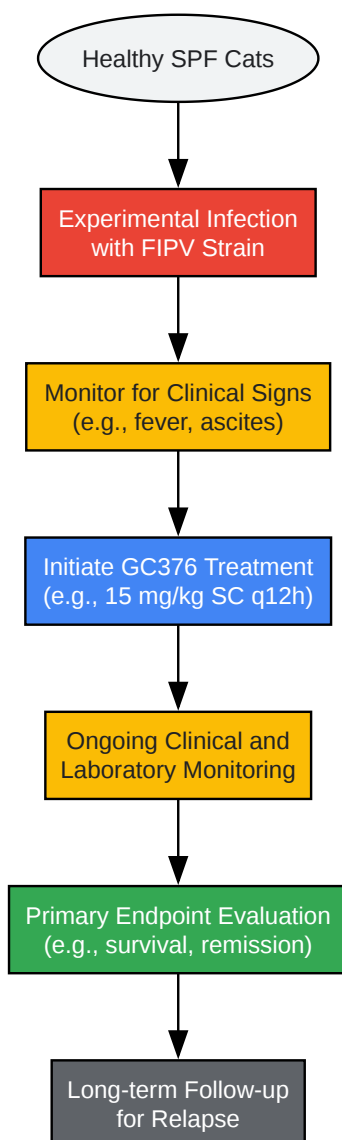 Healthy SPF Cats
Experimental Infection
with FIPV Strain
Monitor for Clinical Signs
(e.g., fever, ascites)
Initiate GC376 Treatment
(e.g., 15 mg/kg SC q12h)
Ongoing Clinical and
Laboratory Monitoring
Primary Endpoint Evaluation
(e.g., survival, remission)
Long-term Follow-up
for Relapse